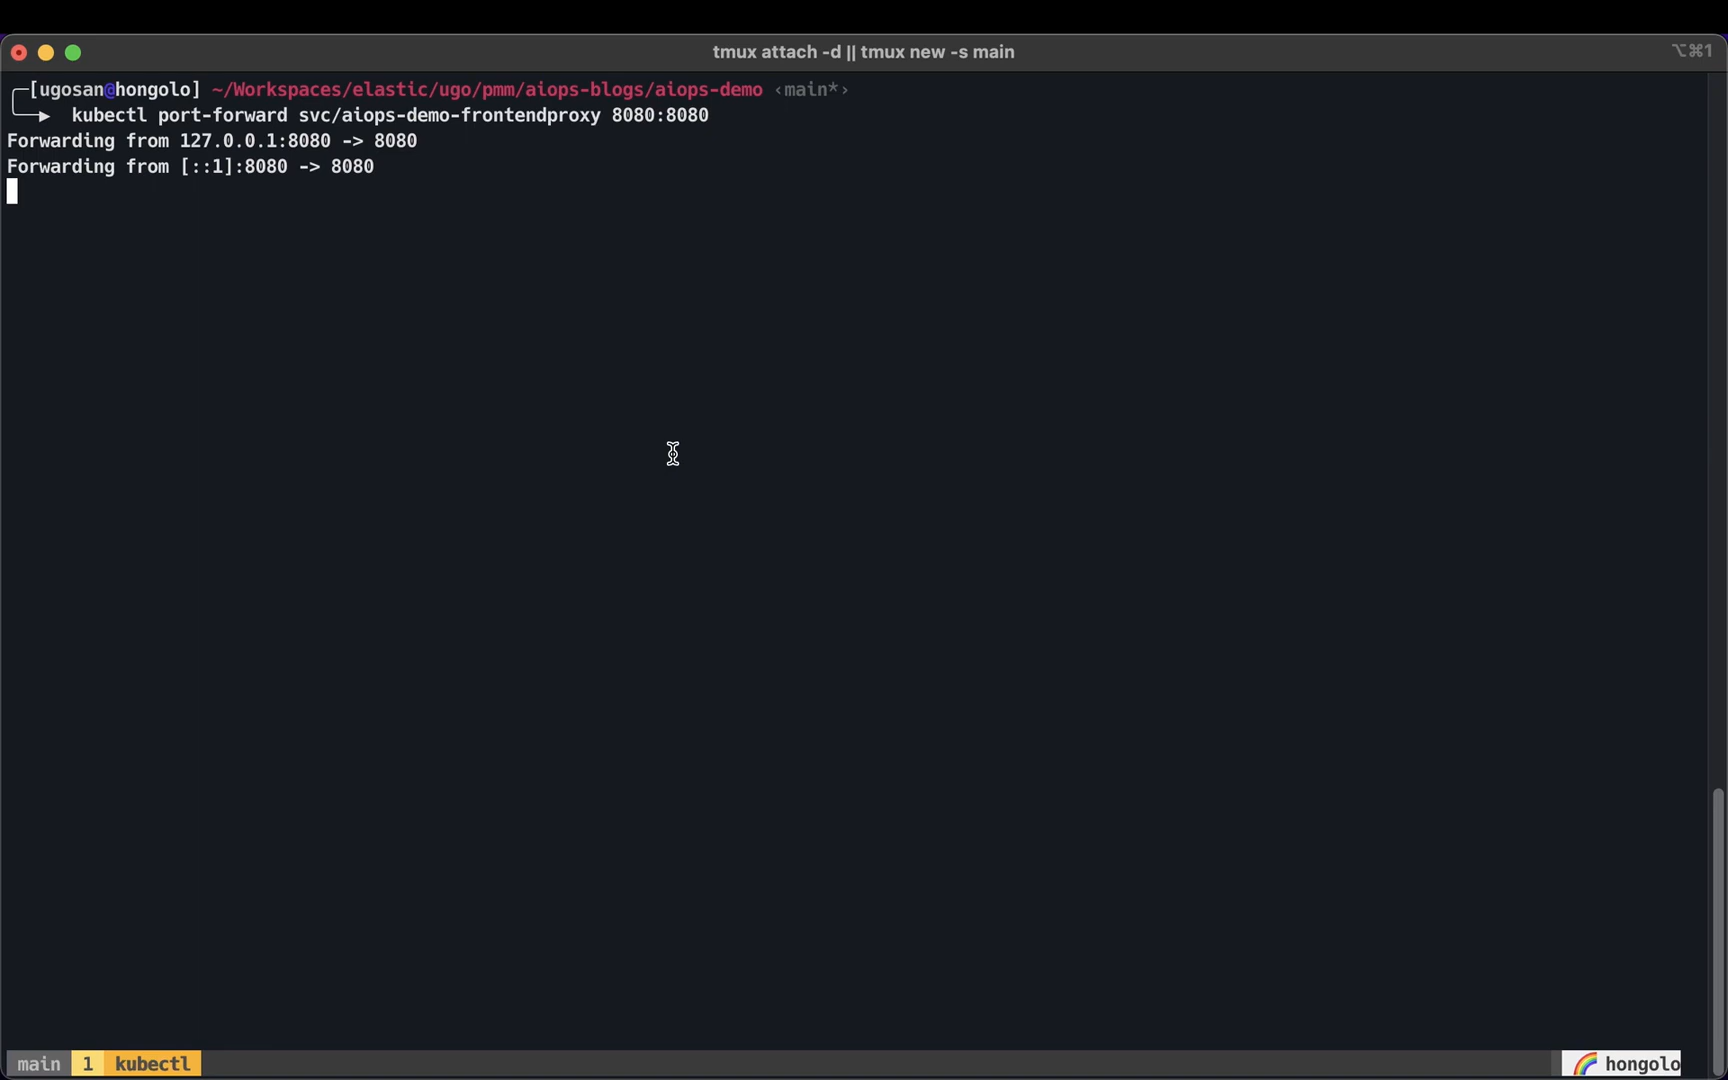 tmux attach -d || tmux new -s main
⌥⌘1
[ugosan@hongolo] ~/Workspaces/elastic/ugo/pmm/aiops-blogs/aiops-demo ‹main*›
kubectl port-forward svc/aiops-demo-frontendproxy 8080:8080
Forwarding from 127.0.0.1:8080 -> 8080
Forwarding from [::1]:8080 -> 8080
main 1 kubectl
hongolo